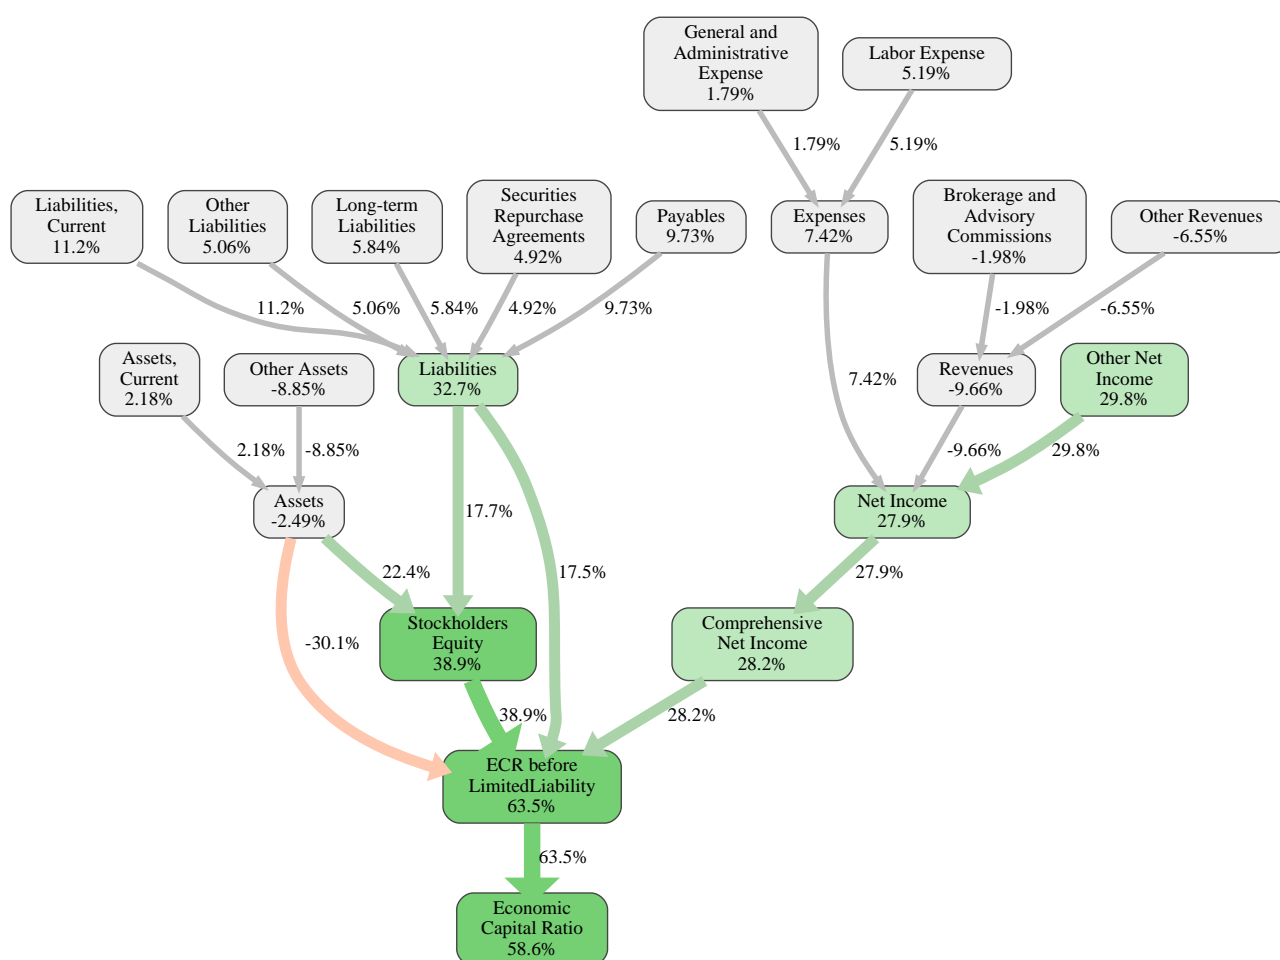 General and
Administrative
Expense
1.79%
Labor Expense
5.19%
1.79%
5.19%
Liabilities,
Current
11.2%
Other
Liabilities
5.06%
Long-term
Liabilities
5.84%
Securities
Repurchase
Agreements
4.92%
Payables
9.73%
Expenses
7.42%
Brokerage and
Advisory
Commissions
-1.98%
Other Revenues
-6.55%
11.2%
5.06%
5.84%
4.92%
9.73%
-1.98%
-6.55%
Assets,
Current
2.18%
Other Assets
-8.85%
Liabilities
32.7%
7.42%
Revenues
-9.66%
Other Net
Income
29.8%
2.18%
-8.85%
-9.66%
29.8%
Assets
-2.49%
17.7%
Net Income
27.9%
22.4%
17.5%
27.9%
-30.1%
Stockholders
Equity
38.9%
Comprehensive
Net Income
28.2%
38.9%
28.2%
ECR before
LimitedLiability
63.5%
63.5%
Economic
Capital Ratio
58.6%